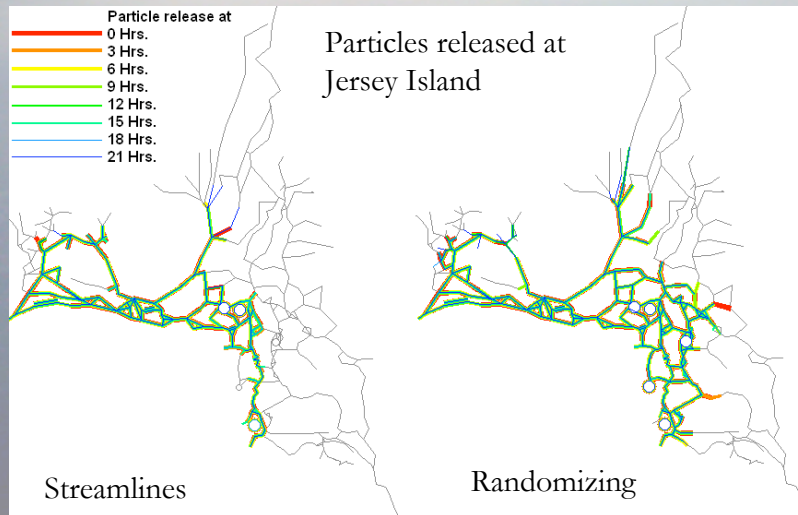 Particle release at
0 Hrs.
3 Hrs.
6 Hrs.
9 Hrs.
12 Hrs.
15 Hrs.
18 Hrs.
21 Hrs.
Particles released at
Jersey Island
Streamlines
Randomizing